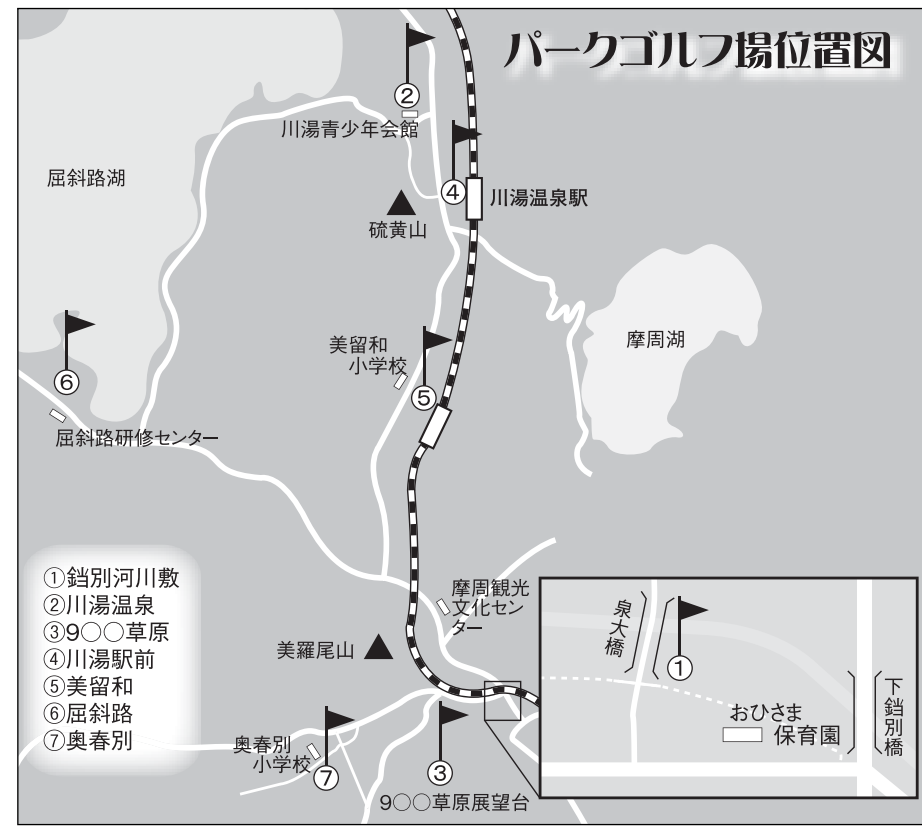 パークゴルフ場位置図
②
川湯青少年会館
屈斜路湖
④
川湯温泉駅
硫黄山
摩周湖
美留和
小学校
⑤
⑥
屈斜路研修センター
①鐺別河川敷
②川湯温泉
③9○○草原
④川湯駅前
⑤美留和
⑥屈斜路
⑦奥春別
摩周観光
文化セン
ター
美羅尾山
泉大橋
①
下鐺別橋
おひさま
保育園
奥春別
小学校
⑦
③
9○○草原展望台